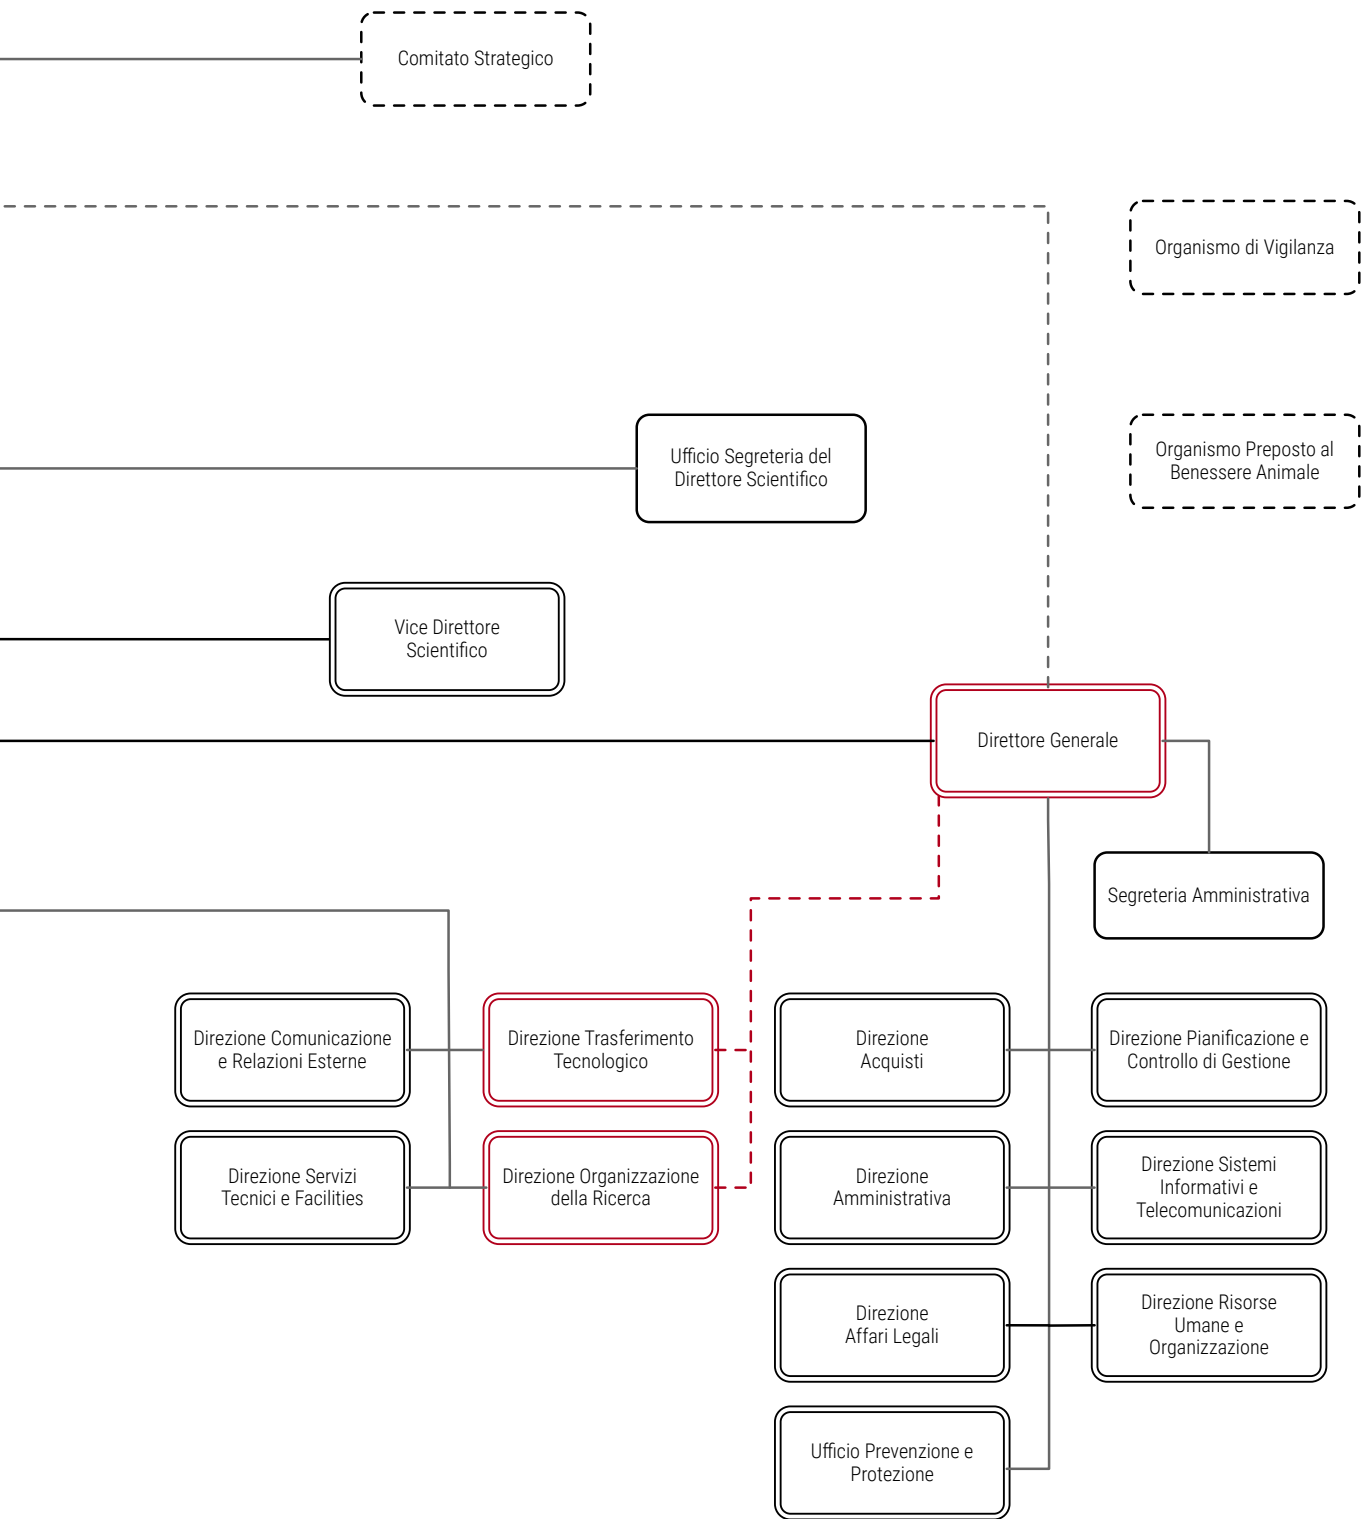 Comitato Strategico
Organismo di Vigilanza
Ufficio Segreteria del
Direttore Scientifico
Organismo Preposto al
Benessere Animale
Vice Direttore
Scientifico
Direttore Generale
Segreteria Amministrativa
Direzione Comunicazione
e Relazioni Esterne
Direzione Trasferimento
Tecnologico
Direzione
Acquisti
Direzione Pianificazione e
Controllo di Gestione
Direzione Servizi
Tecnici e Facilities
Direzione Organizzazione
della Ricerca
Direzione
Amministrativa
Direzione Sistemi
Informativi e
Telecomunicazioni
Direzione
Affari Legali
Direzione Risorse
Umane e
Organizzazione
Ufficio Prevenzione e
Protezione